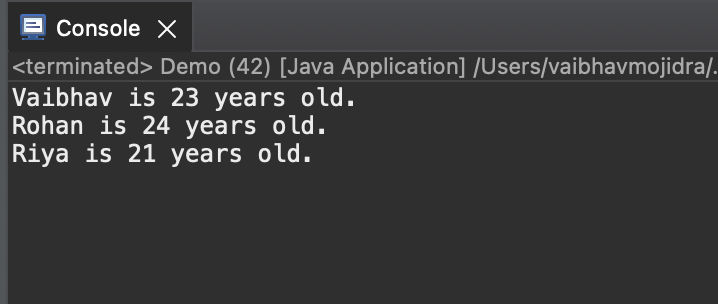 Console
<terminated> Demo (42) [Java Application] /Users/vaibhavmojidra/.
Vaibhav is 23 years old.
Rohan is 24 years old.
Riya is 21 years old.